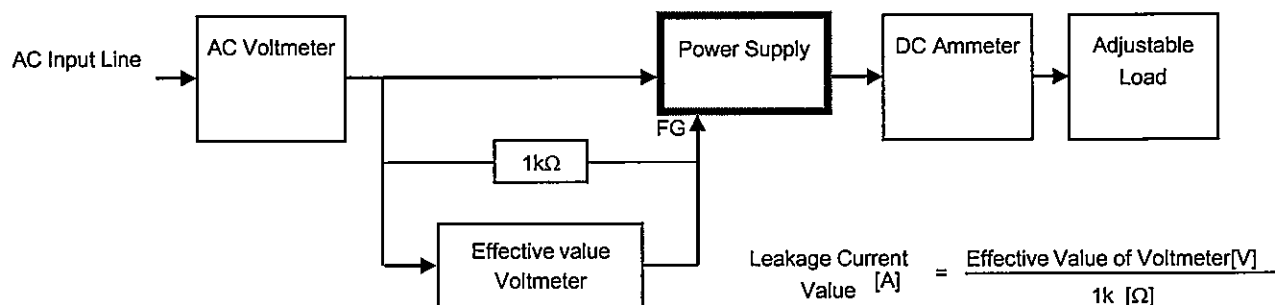 AC Input Line
AC Voltmeter
Power Supply
DC Ammeter
Adjustable
Load
FG
1kΩ
Effective value
Voltmeter
Leakage Current
Value [A] = Effective Value of Voltmeter[V]
1k [Ω]